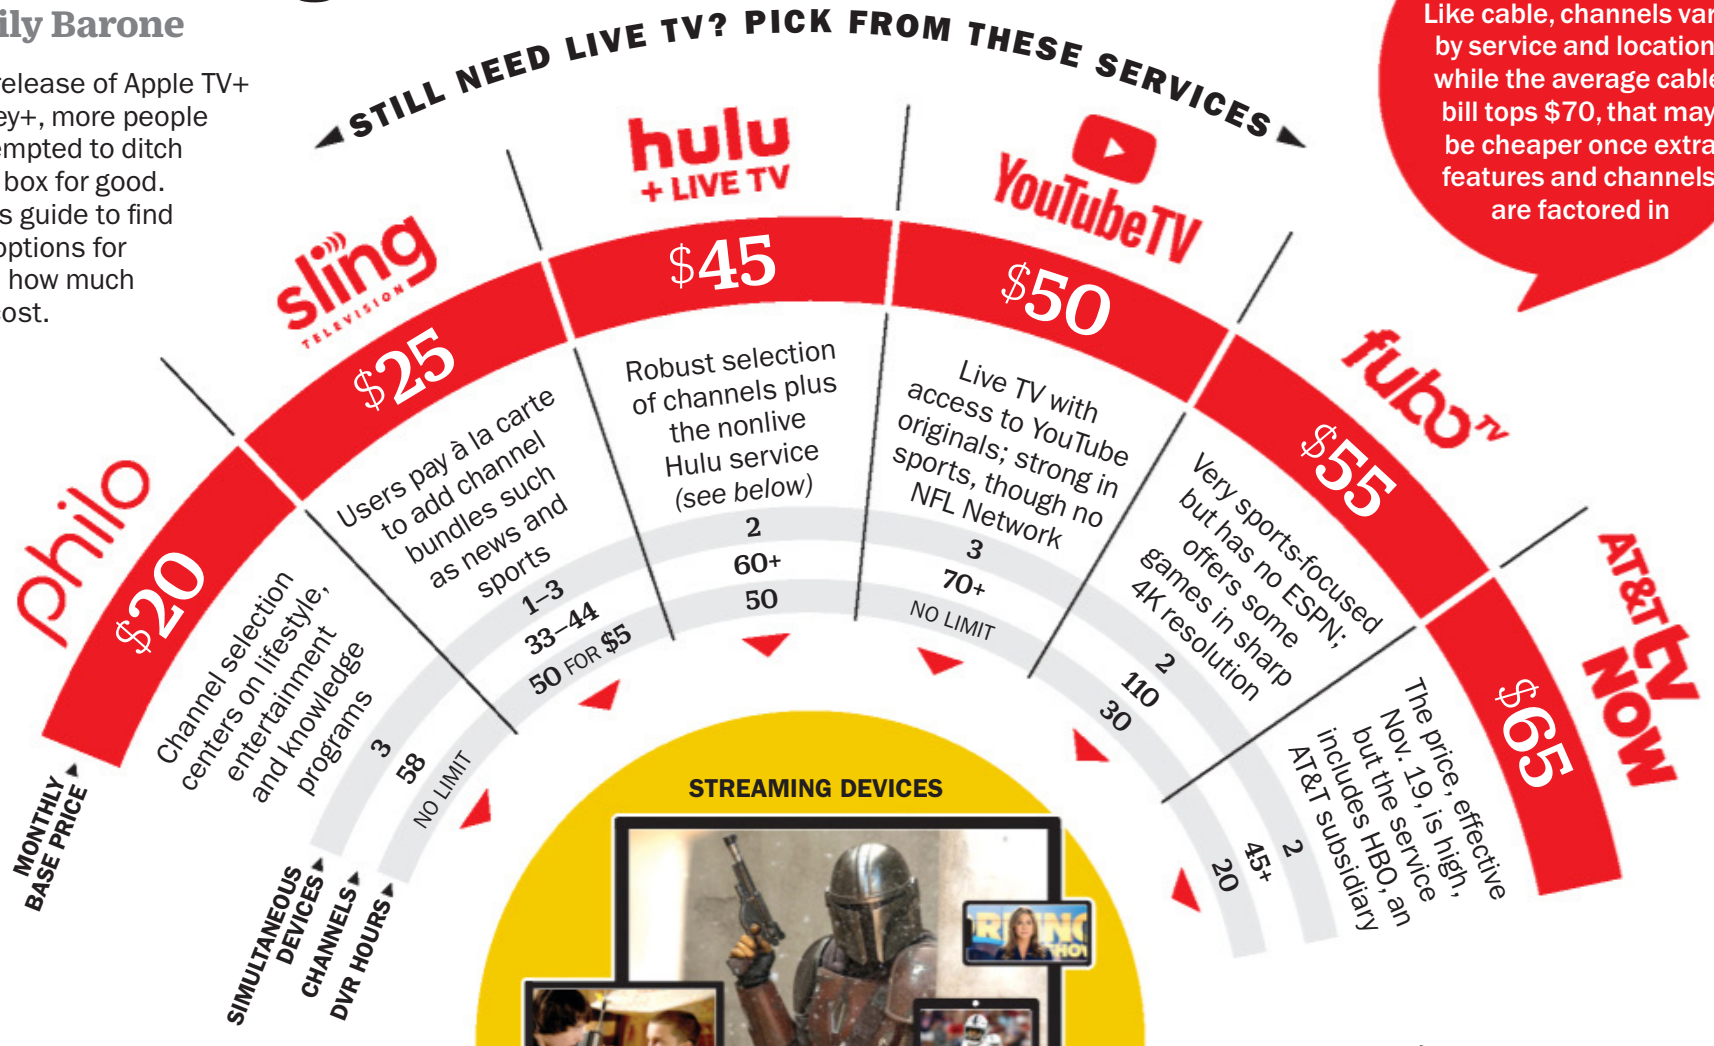 ily Barone
release of Apple TV+
ey+, more people
empted to ditch
box for good.
s guide to find
options for
how much
cost.
STILL NEED LIVE TV? PICK FROM THESE SERVICES
Like cable, channels var
by service and location
while the average cable
bill tops $70, that may
be cheaper once extra
features and channels
are factored in
philo
$20
Channel selection
centers on lifestyle,
entertainment
and knowledge
programs
3
58
NO LIMIT
sling
TELEVISION
$25
Users pay à la carte
to add channel
bundles such
as news and
sports
1–3
33–44
50 FOR $5
hulu
+ LIVE TV
$45
Robust selection
of channels plus
the nonlive
Hulu service
(see below)
2
60+
50
YouTubeTV
$50
Live TV with
access to YouTube
originals; strong in
sports, though no
NFL Network
3
70+
NO LIMIT
fubo TV
$55
Very sports-focused
but has no ESPN;
offers some
games in sharp
4K resolution
2
110
30
AT&T tv
NOW
$65
The price, effective
Nov. 19, is high,
but the service
includes HBO, an
AT&T subsidiary
2
45+
20
MONTHLY
BASE PRICE
SIMULTANEOUS
DEVICES
CHANNELS
DVR HOURS
STREAMING DEVICES